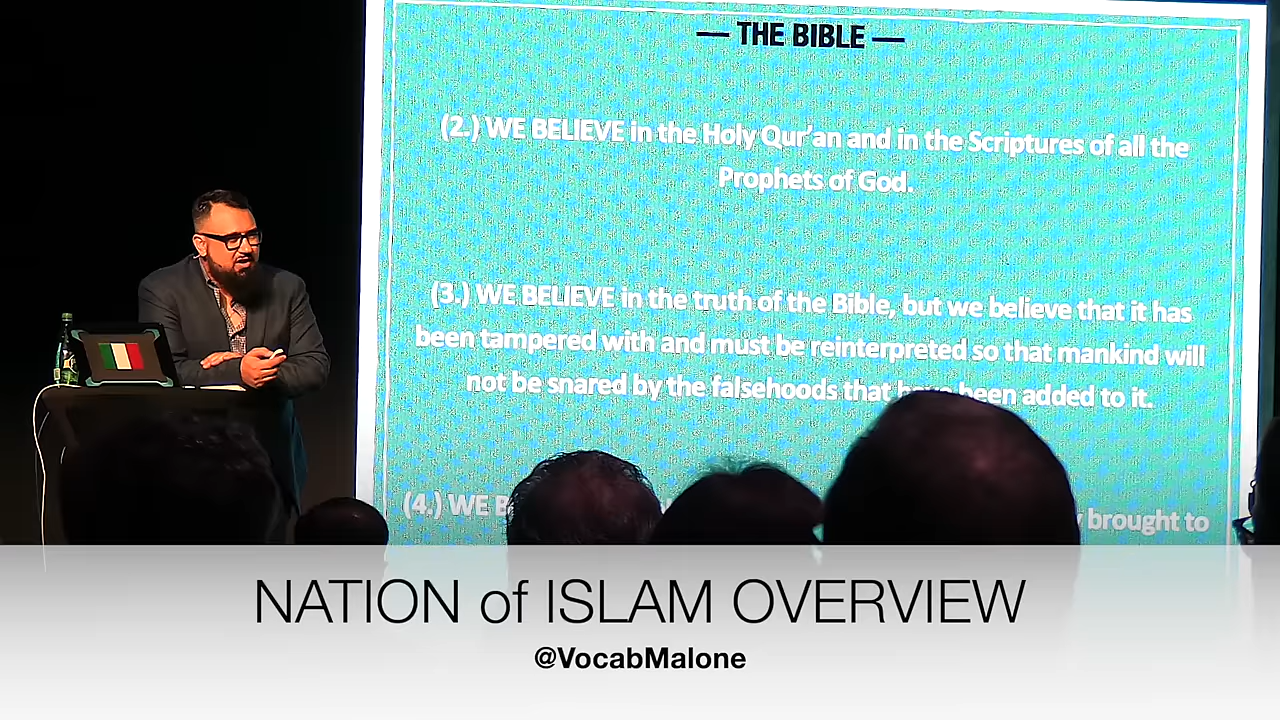 — THE BIBLE —
(2.) WE BELIEVE in the Holy Qur'an and in the Scriptures of all the
Prophets of God.
(3.) WE BELIEVE in the truth of the Bible, but we believe that it has
been tampered with and must be reinterpreted so that mankind will
not be snared by the falsehoods that have been added to it.
(4.) WE brought to
NATION of ISLAM OVERVIEW
@VocabMalone